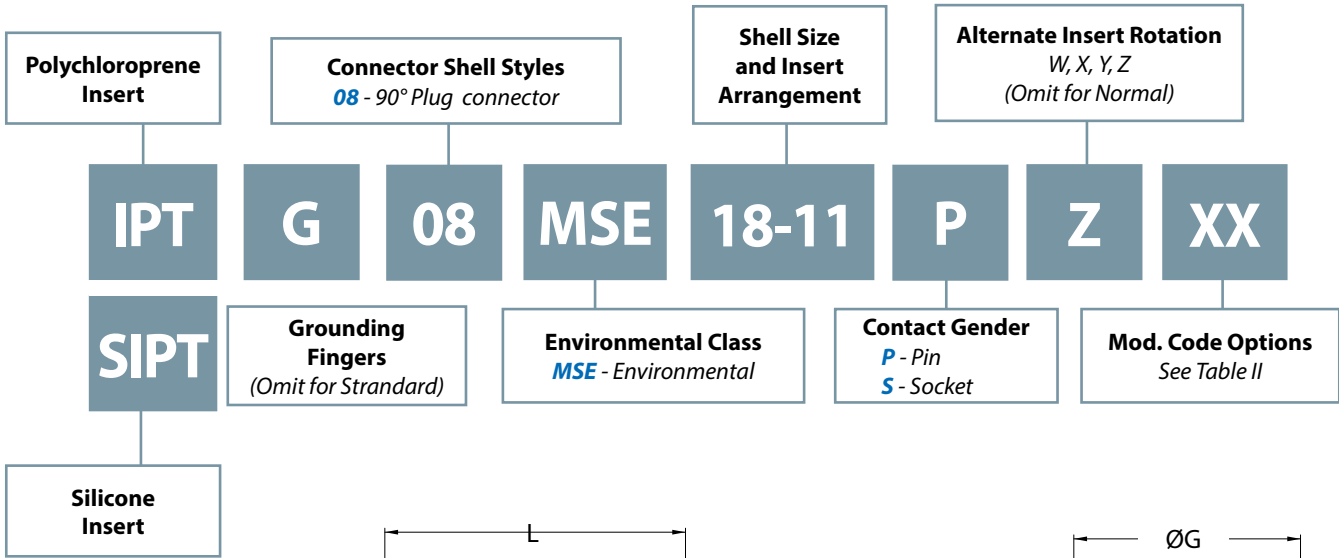 Polychloroprene
Insert
Connector Shell Styles
08 - 90° Plug connector
Shell Size
and Insert
Arrangement
Alternate Insert Rotation
W, X, Y, Z
(Omit for Normal)
IPT G 08 MSE 18-11 P Z XX
SIPT
Grounding
Fingers
(Omit for Strandard)
Environmental Class
MSE - Environmental
Contact Gender
P - Pin
S - Socket
Mod. Code Options
See Table II
Silicone
Insert
L
ØG